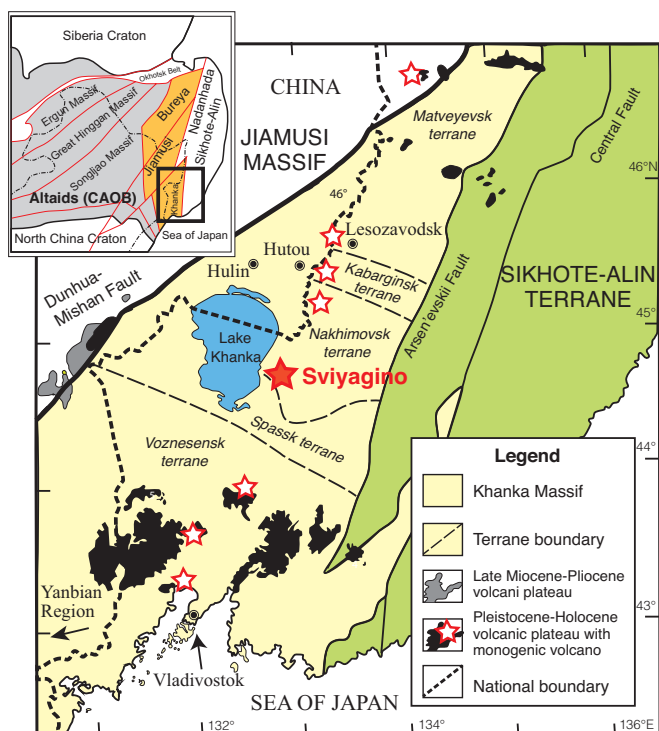 Siberia Craton
Okhotsk Belt
Ergun Massif
Great Hinggan Massif
Songliao Massif
Bureya
Jiamusi
Khanka
Nadanhada
Sikhote-Alin
Altaids (CAOB)
North China Craton
Sea of Japan
CHINA
JIAMUSI
MASSIF
Matveyevsk
terrane
Central Fault
46°
46°N
Lesozavodsk
Hutou
Hulin
Kabarginsk
terrane
Dunhua-
Mishan Fault
Arsen'evskii Fault
SIKHOTE-ALIN
TERRANE
45°
Lake
Khanka
Nakhimovsk
terrane
Sviyagino
Spassk terrane
Voznesensk
terrane
44°
43°
Yanbian
Region
Vladivostok
SEA OF JAPAN
132°
134°
136°E
Legend
Khanka Massif
Terrane boundary
Late Miocene-Pliocene
volcani plateau
Pleistocene-Holocene
volcanic plateau with
monogenic volcano
National boundary